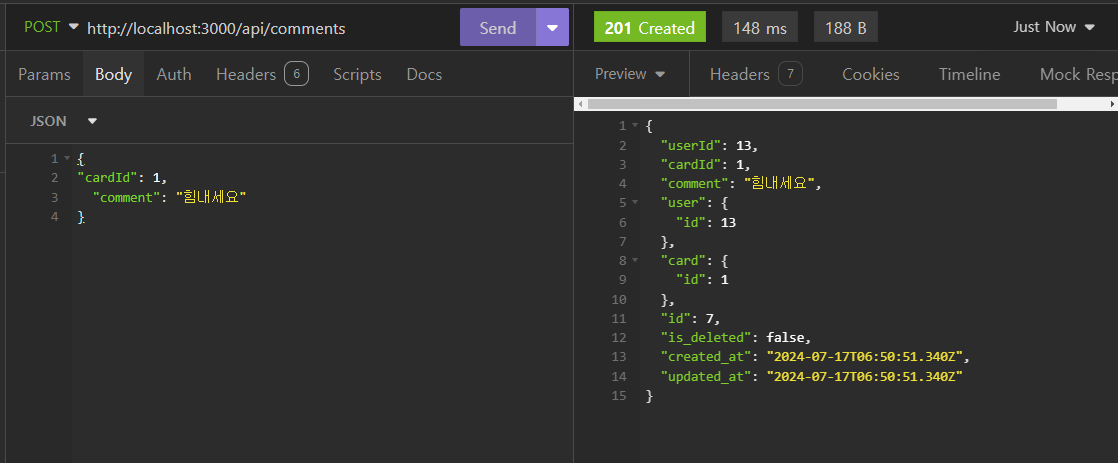 POST http://localhost:3000/api/comments Send
Params Body Auth Headers 6 Scripts Docs
JSON
1 {
2 "cardId": 1,
3 "comment": "힘내세요"
4 }
201 Created 148 ms 188 B Just Now
Preview Headers 7 Cookies Timeline Mock Resp
1 {
2 "userId": 13,
3 "cardId": 1,
4 "comment": "힘내세요",
5 "user": {
6 "id": 13
7 },
8 "card": {
9 "id": 1
10 },
11 "id": 7,
12 "is_deleted": false,
13 "created_at": "2024-07-17T06:50:51.340Z",
14 "updated_at": "2024-07-17T06:50:51.340Z"
15 }